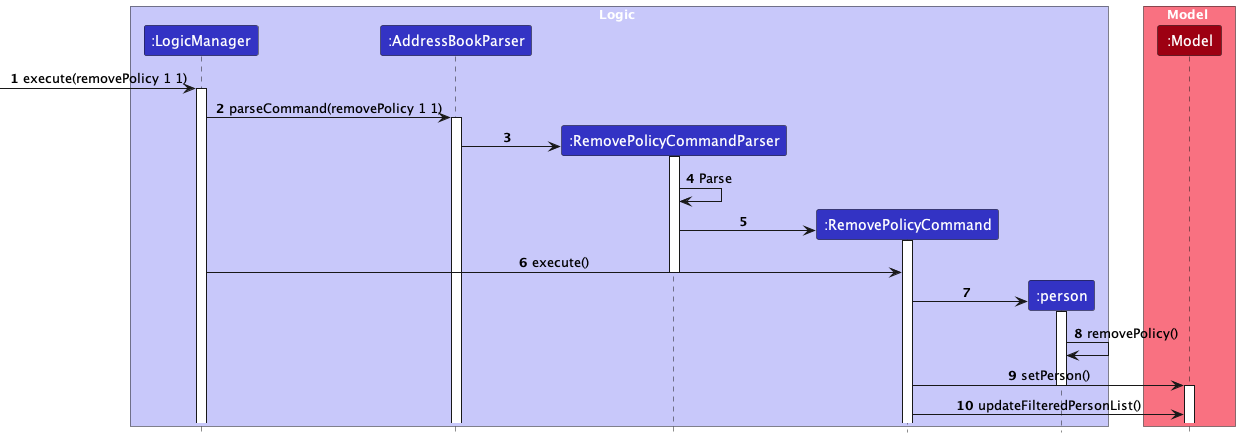 Logic
Model
:LogicManager
:AddressBookParser
:Model
1 execute(removePolicy 1 1)
2 parseCommand(removePolicy 1 1)
3
:RemovePolicyCommandParser
4 Parse
5
:RemovePolicyCommand
6 execute()
7
:person
8 removePolicy()
9 setPerson()
10 updateFilteredPersonList()